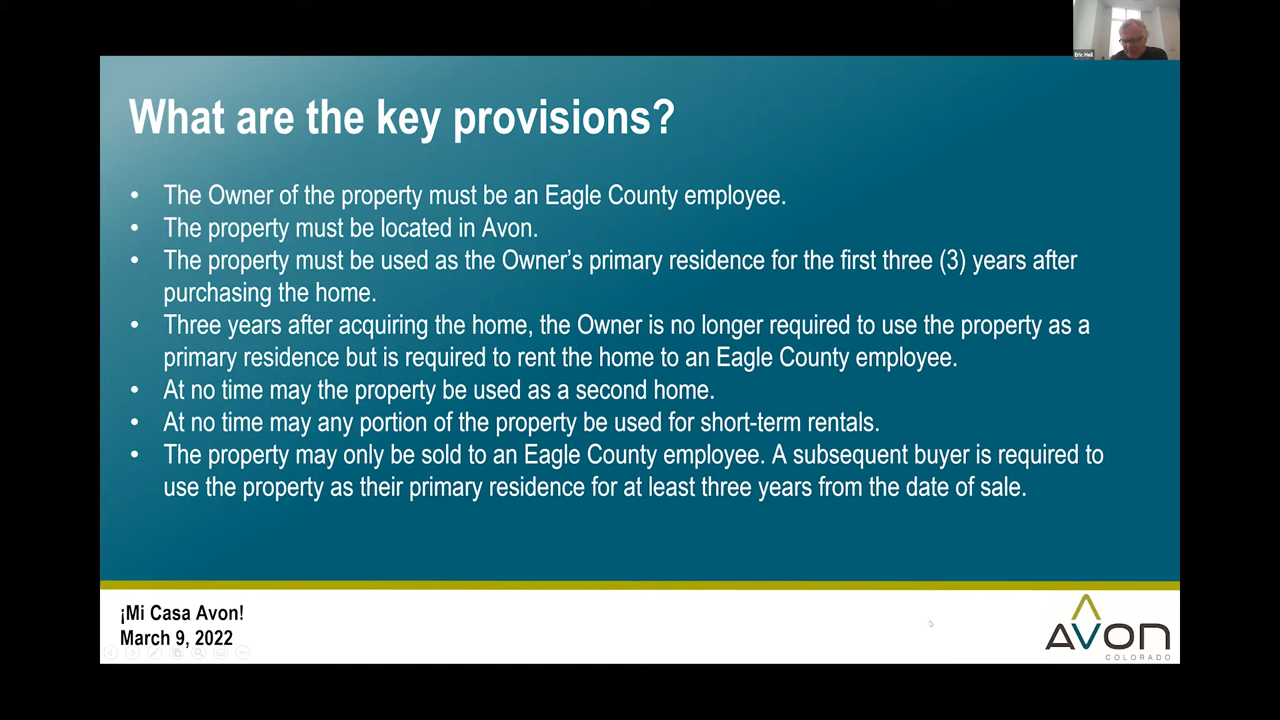 Eric Heil
What are the key provisions?
• The Owner of the property must be an Eagle County employee.
• The property must be located in Avon.
• The property must be used as the Owner’s primary residence for the first three (3) years after
purchasing the home.
• Three years after acquiring the home, the Owner is no longer required to use the property as a
primary residence but is required to rent the home to an Eagle County employee.
• At no time may the property be used as a second home.
• At no time may any portion of the property be used for short-term rentals.
• The property may only be sold to an Eagle County employee. A subsequent buyer is required to
use the property as their primary residence for at least three years from the date of sale.
¡Mi Casa Avon!
March 9, 2022
AVON
COLORADO